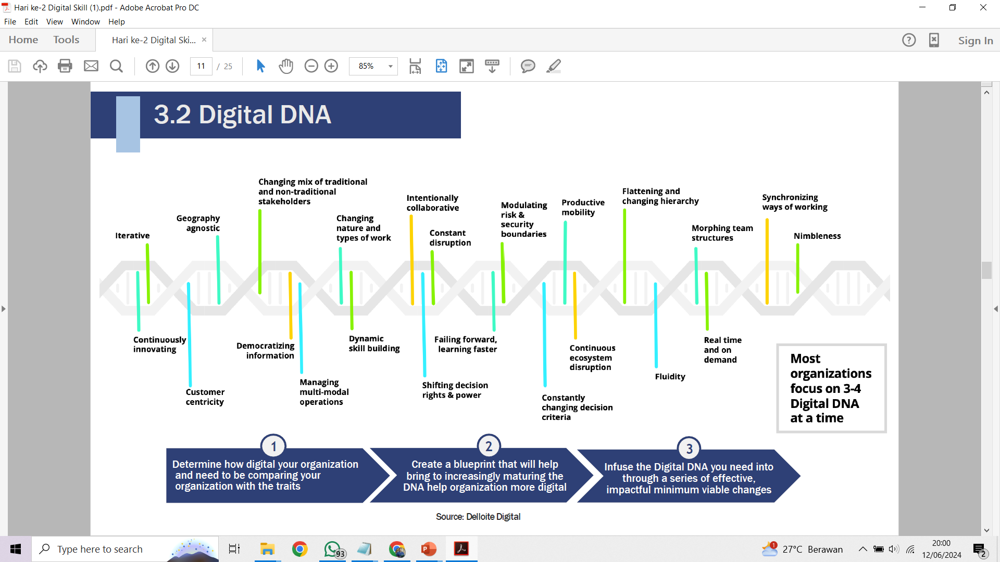 Hari ke-2 Digital Skill (1).pdf - Adobe Acrobat Pro DC
File Edit View Window Help
Home Tools Hari ke-2 Digital Ski... × Sign In
11 / 25 85%
3.2 Digital DNA
Changing mix of traditional
and non-traditional
stakeholders
Iterative
Geography
agnostic
Changing
nature and
types of work
Intentionally
collaborative
Constant
disruption
Modulating
risk &
security
boundaries
Productive
mobility
Flattening and
changing hierarchy
Morphing team
structures
Synchronizing
ways of working
Nimbleness
Continuously
innovating
Customer
centricity
Democratizing
information
Managing
multi-modal
operations
Dynamic
skill building
Shifting decision
rights & power
Failing forward,
learning faster
Constantly
changing decision
criteria
Continuous
ecosystem
disruption
Fluidity
Real time
and on
demand
Most
organizations
focus on 3-4
Digital DNA
at a time
1
Determine how digital your organization
and need to be comparing your
organization with the traits
2
Create a blueprint that will help
bring to increasingly maturing the
DNA help organization more digital
3
Infuse the Digital DNA you need into
through a series of effective,
impactful minimum viable changes
Source: Delloite Digital
Type here to search
93
1
27°C Berawan
20:00
12/06/2024
2